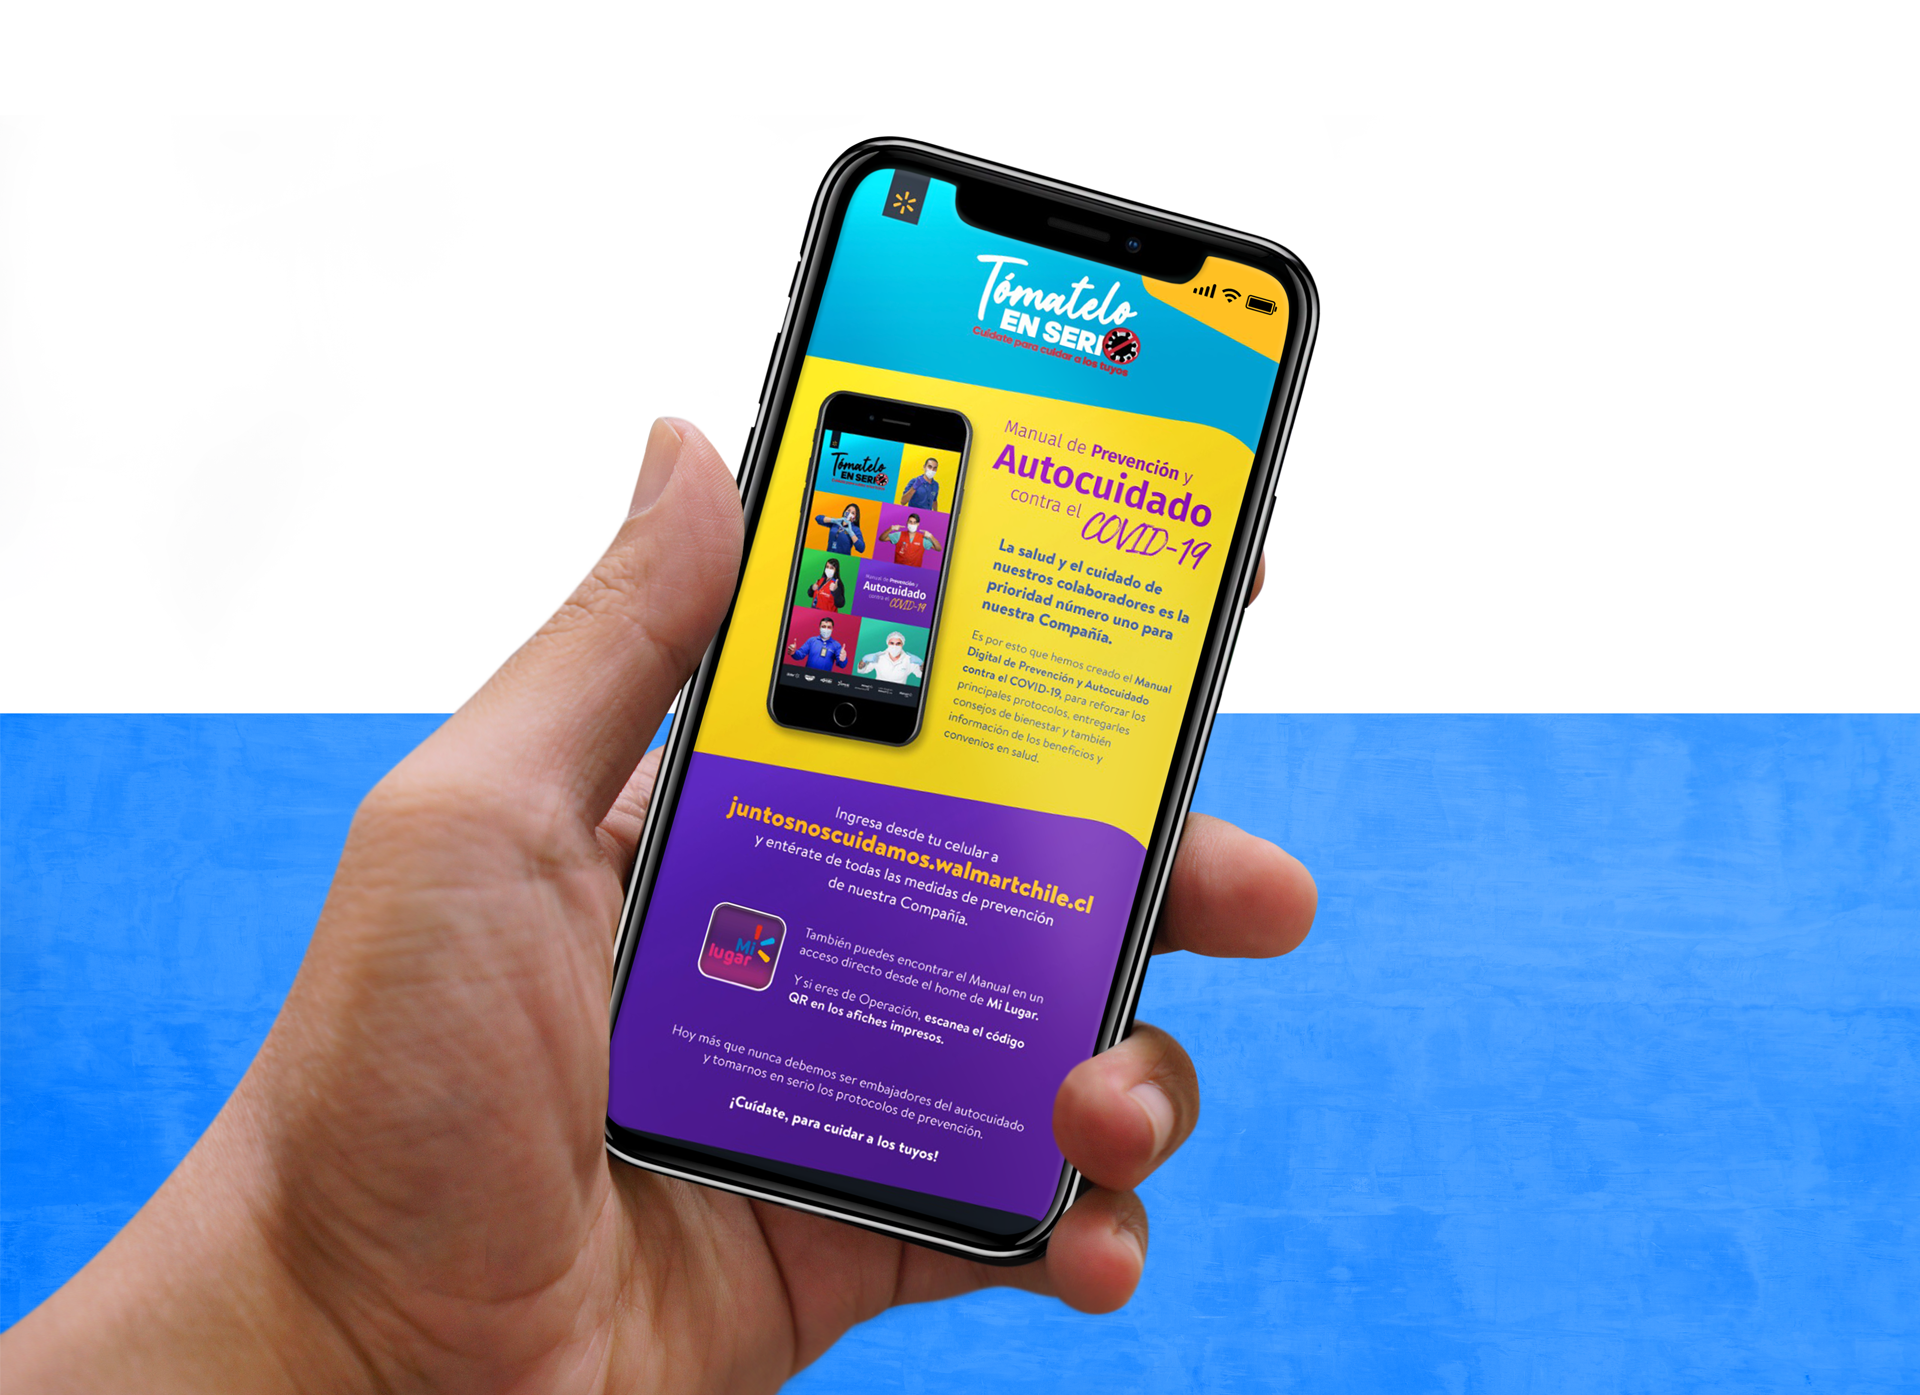 Tómatelo
EN SERIO
Cuídate para cuidar a los tuyos
Tómatelo
EN SERIO
Manual de Prevención y
Autocuidado
contra el COVID-19
Manual de Prevención y
Autocuidado
contra el COVID-19
La salud y el cuidado de
nuestros colaboradores es la
prioridad número uno para
nuestra Compañía.
Es por esto que hemos creado el Manual
Digital de Prevención y Autocuidado
contra el COVID-19, para reforzar los
principales protocolos, entregarles
consejos de bienestar y también
información de los beneficios y
convenios en salud.
Ingresa desde tu celular a
juntosnoscuidamos.walmartchile.cl
y entérate de todas las medidas de prevención
de nuestra Compañía.
Mi
lugar
También puedes encontrar el Manual en un
acceso directo desde el home de Mi Lugar.
Y si eres de Operación, escanea el código
QR en los afiches impresos.
Hoy más que nunca debemos ser embajadores del autocuidado
y tomarnos en serio los protocolos de prevención.
¡Cuídate, para cuidar a los tuyos!